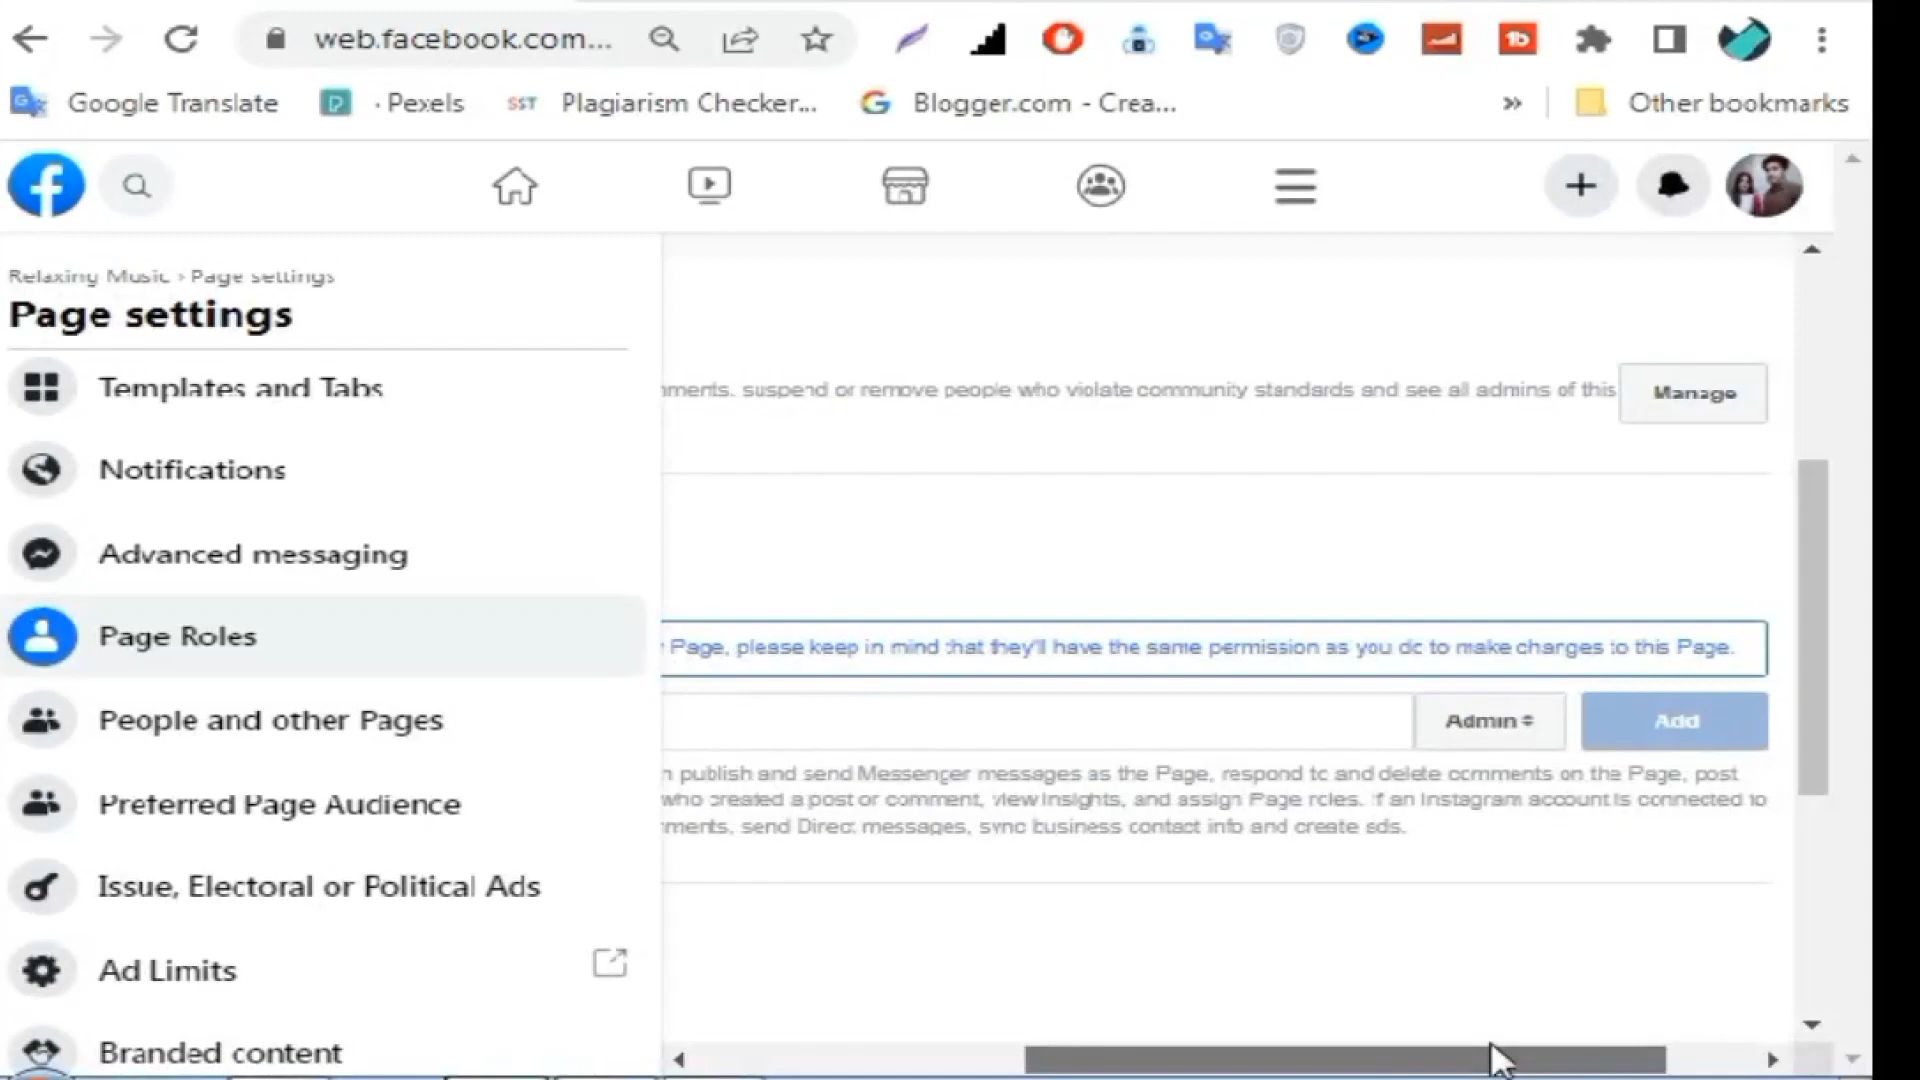 web.facebook.com...
Google Translate
· Pexels
SST
Plagiarism Checker...
Blogger.com - Crea...
»
Other bookmarks
Relaxing Music › Page settings
Page settings
Templates and Tabs
Notifications
Advanced messaging
Page Roles
People and other Pages
Preferred Page Audience
Issue, Electoral or Political Ads
Ad Limits
Branded content
ments, suspend or remove people who violate community standards and see all admins of this
Manage
Page, please keep in mind that they'll have the same permission as you do to make changes to this Page.
Admin
Add
n publish and send Messenger messages as the Page, respond to and delete comments on the Page, post
who created a post or comment, view insights, and assign Page roles. If an Instagram account is connected to
ments, send Direct messages, sync business contact info and create ads.